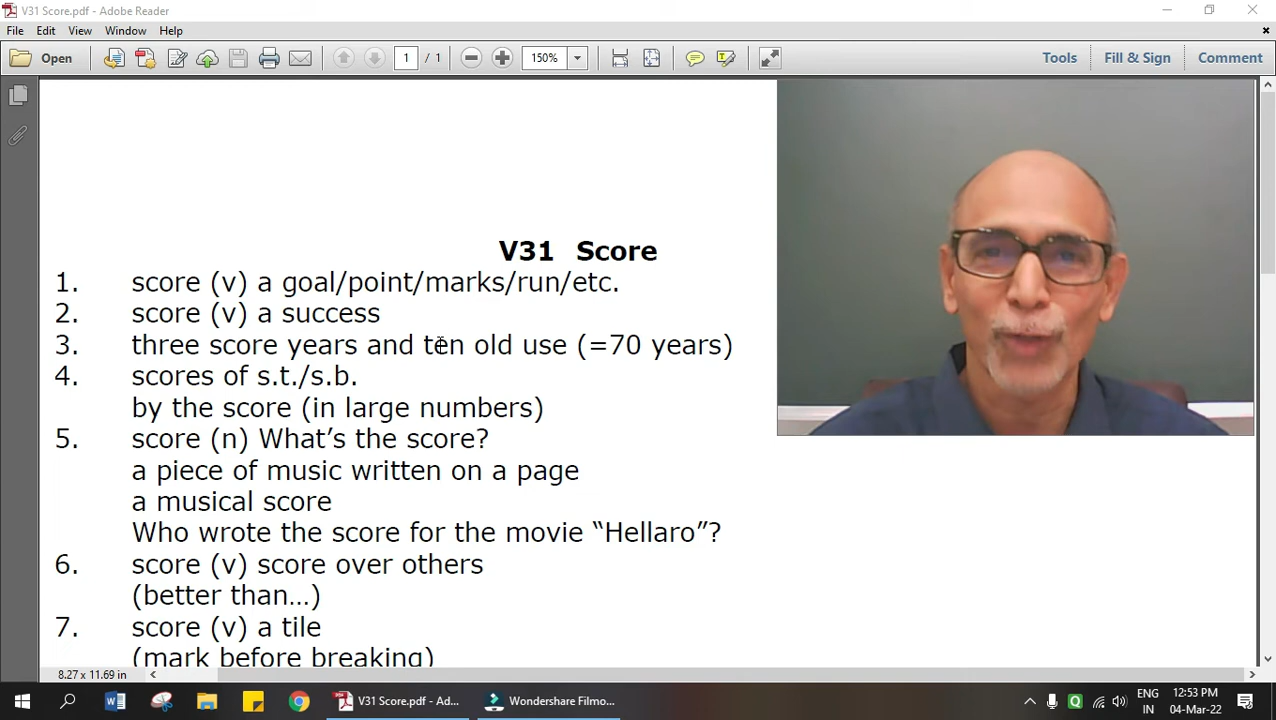 V31 Score.pdf - Adobe Reader
File Edit View Window Help
Open 1 / 1 150% Tools Fill & Sign Comment
V31 Score
1. score (v) a goal/point/marks/run/etc.
2. score (v) a success
3. three score years and ten old use (=70 years)
4. scores of s.t./s.b.
by the score (in large numbers)
5. score (n) What’s the score?
a piece of music written on a page
a musical score
Who wrote the score for the movie “Hellaro”?
6. score (v) score over others
(better than…)
7. score (v) a tile
(mark before breaking)
8.27 x 11.69 in
V31 Score.pdf - Ad... Wondershare Filmo... ENG 12:53 PM
IN 04-Mar-22